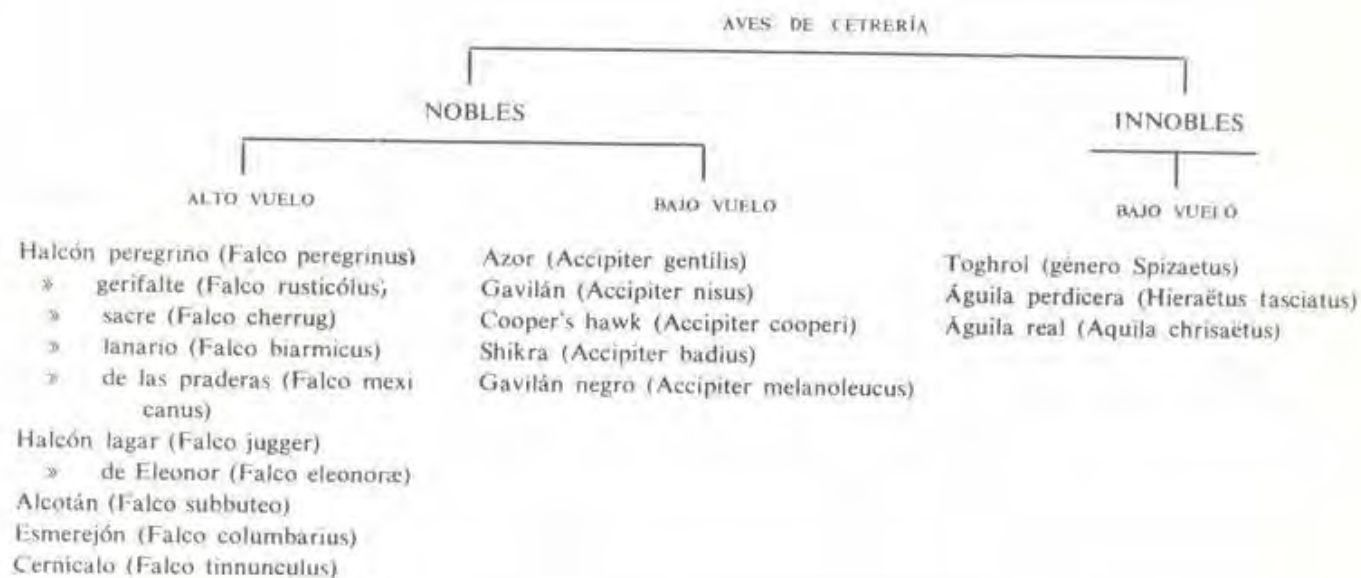 AVES DE CETRERÍA
NOBLES
INNOBLES
ALTO VUELO
Halcón peregrino (Falco peregrinus)
» gerifalte (Falco rusticólus,
» sacre (Falco cherrug)
» lanario (Falco biarmicus)
» de las praderas (Falco mexi
canus)
Halcón lagar (Falco jugger)
» de Eleonor (Falco eleonoræ)
Alcotán (Falco subbuteo)
Esmerejón (Falco columbarius)
Cernícalo (Falco tinnunculus)
BAJO VUELO
Azor (Accipiter gentilis)
Gavilán (Accipiter nisus)
Cooper's hawk (Accipiter cooperi)
Shikra (Accipiter badius)
Gavilán negro (Accipiter melanoleucus)
BAJO VUELO
Toghrol (género Spizaetus)
Águila perdicera (Hieraëtus fasciatus)
Águila real (Aquila chrisaëtus)